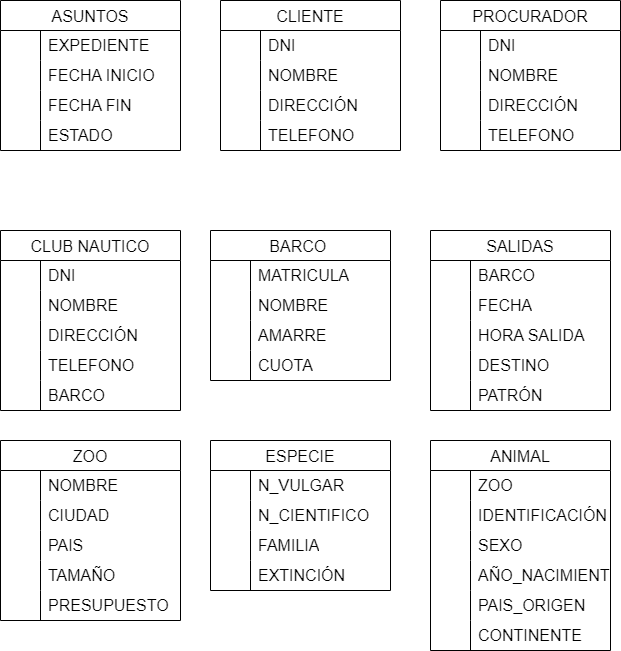 ASUNTOS
EXPEDIENTE
FECHA INICIO
FECHA FIN
ESTADO
CLIENTE
DNI
NOMBRE
DIRECCIÓN
TELEFONO
PROCURADOR
DNI
NOMBRE
DIRECCIÓN
TELEFONO
CLUB NAUTICO
DNI
NOMBRE
DIRECCIÓN
TELEFONO
BARCO
BARCO
MATRICULA
NOMBRE
AMARRE
CUOTA
SALIDAS
BARCO
FECHA
HORA SALIDA
DESTINO
PATRÓN
ZOO
NOMBRE
CIUDAD
PAIS
TAMAÑO
PRESUPUESTO
ESPECIE
N_VULGAR
N_CIENTIFICO
FAMILIA
EXTINCIÓN
ANIMAL
ZOO
IDENTIFICACIÓN
SEXO
AÑO_NACIMIENT
PAIS_ORIGEN
CONTINENTE